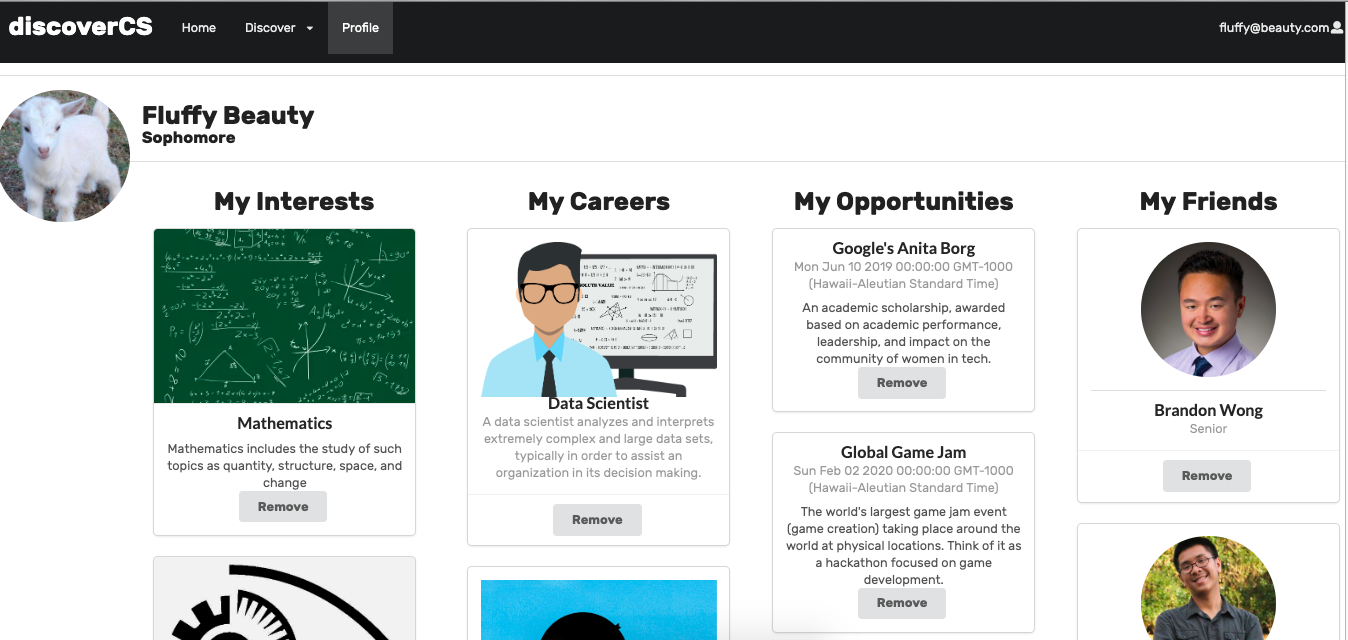 discoverCS
Home
Discover
Profile
fluffy@beauty.com
Fluffy Beauty
Sophomore
My Interests
Mathematics
Mathematics includes the study of such
topics as quantity, structure, space, and
change
Remove
My Careers
Data Scientist
A data scientist analyzes and interprets
extremely complex and large data sets,
typically in order to assist an
organization in its decision making.
Remove
My Opportunities
Google's Anita Borg
Mon Jun 10 2019 00:00:00 GMT-1000
(Hawaii-Aleutian Standard Time)
An academic scholarship, awarded
based on academic performance,
leadership, and impact on the
community of women in tech.
Remove
Global Game Jam
Sun Feb 02 2020 00:00:00 GMT-1000
(Hawaii-Aleutian Standard Time)
The world's largest game jam event
(game creation) taking place around the
world at physical locations. Think of it as
a hackathon focused on game
development.
Remove
My Friends
Brandon Wong
Senior
Remove